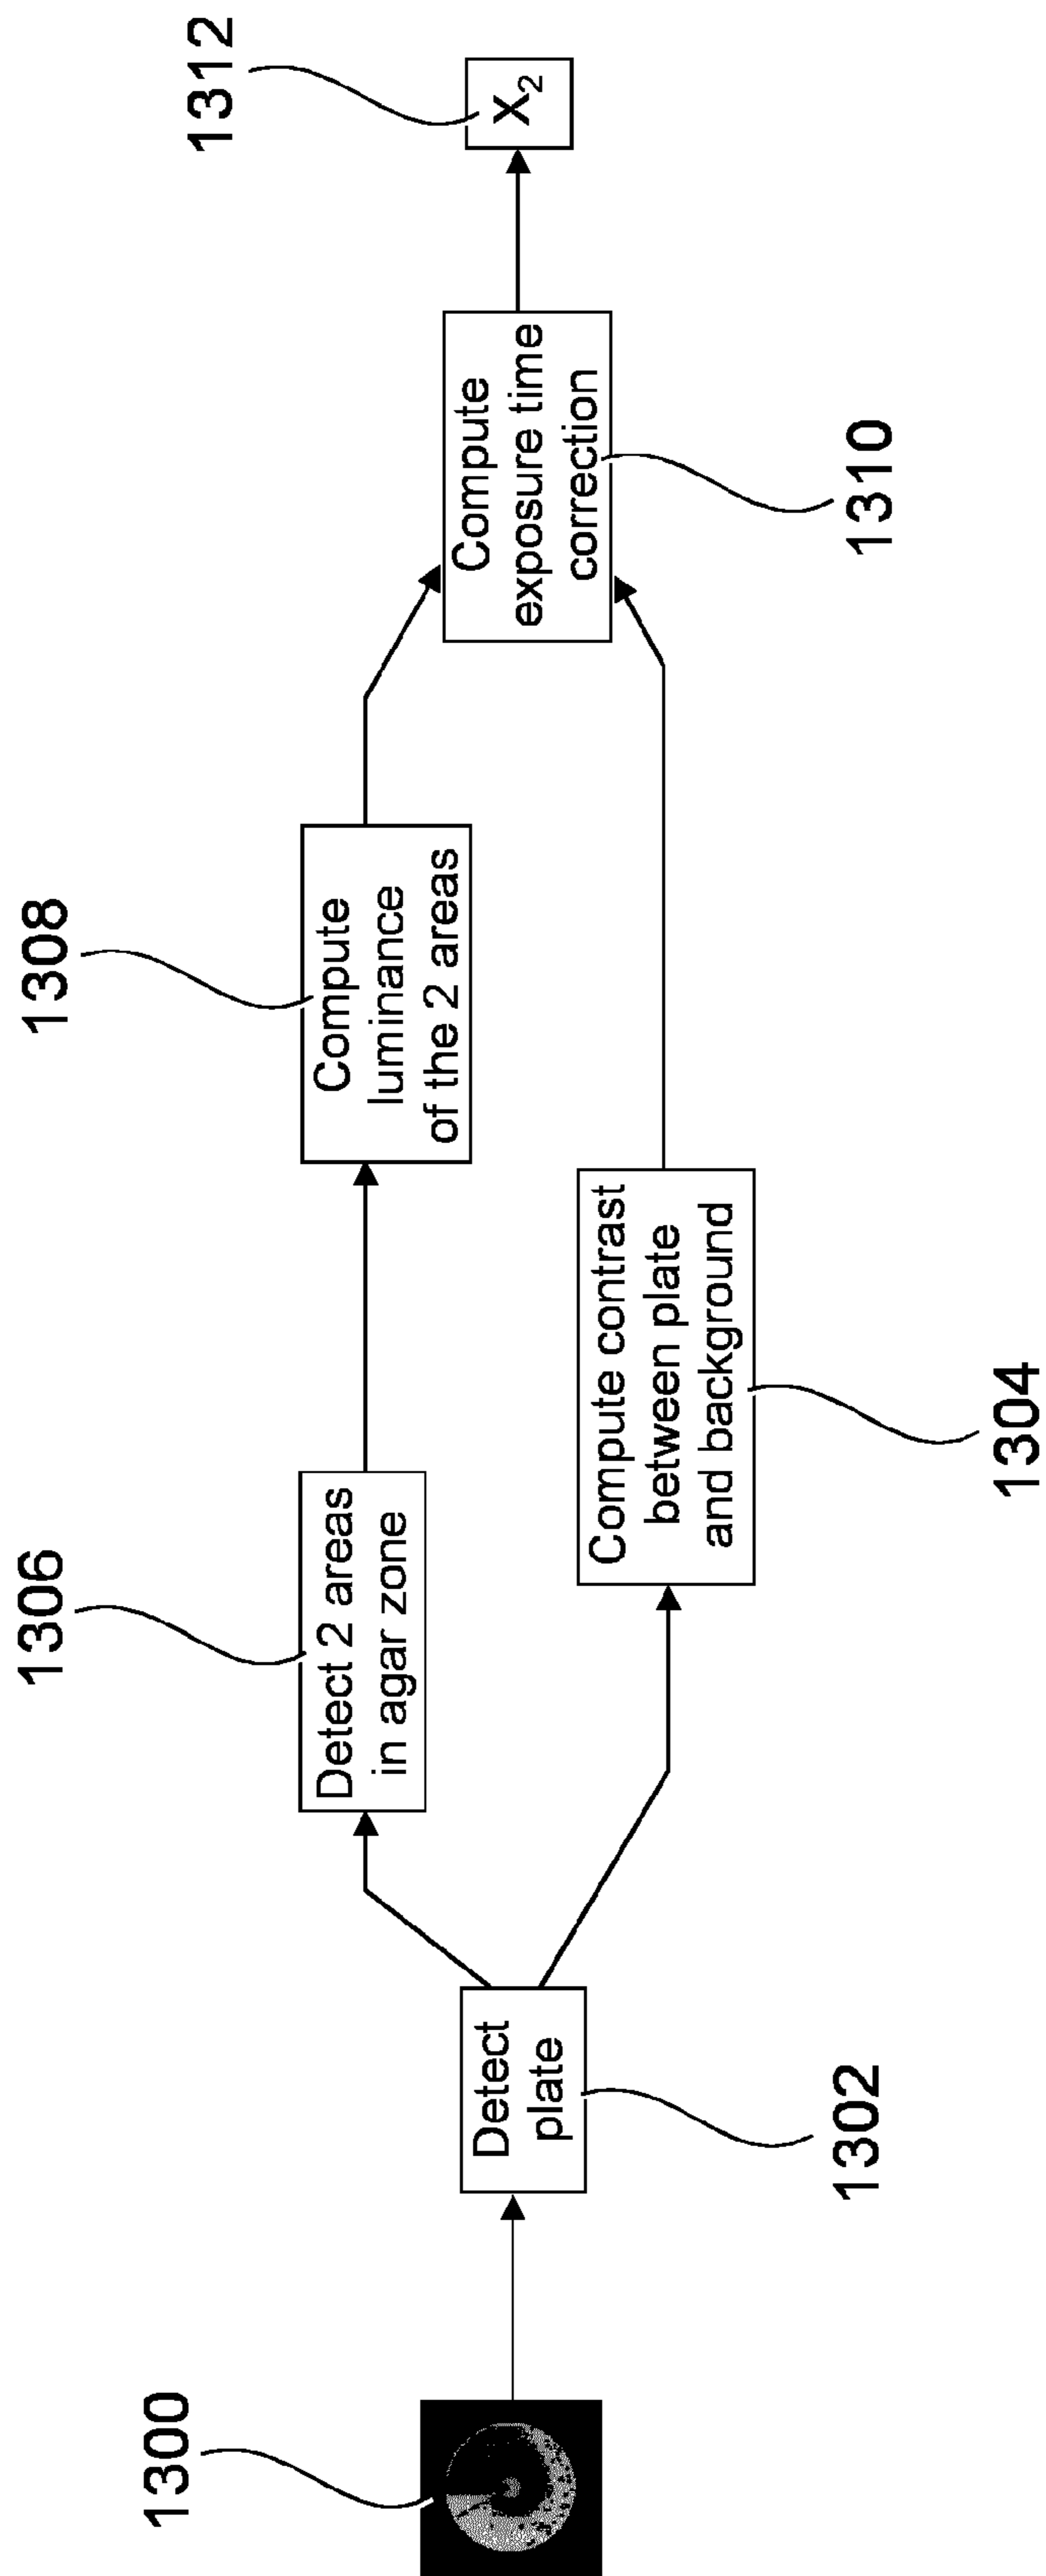 1300
Detect
plate
1302
1306
Detect 2 areas
in agar zone
Compute contrast
between plate
and background
1304
1308
Compute
luminance
of the 2 areas
Compute
exposure time
correction
1310
1312
X₂